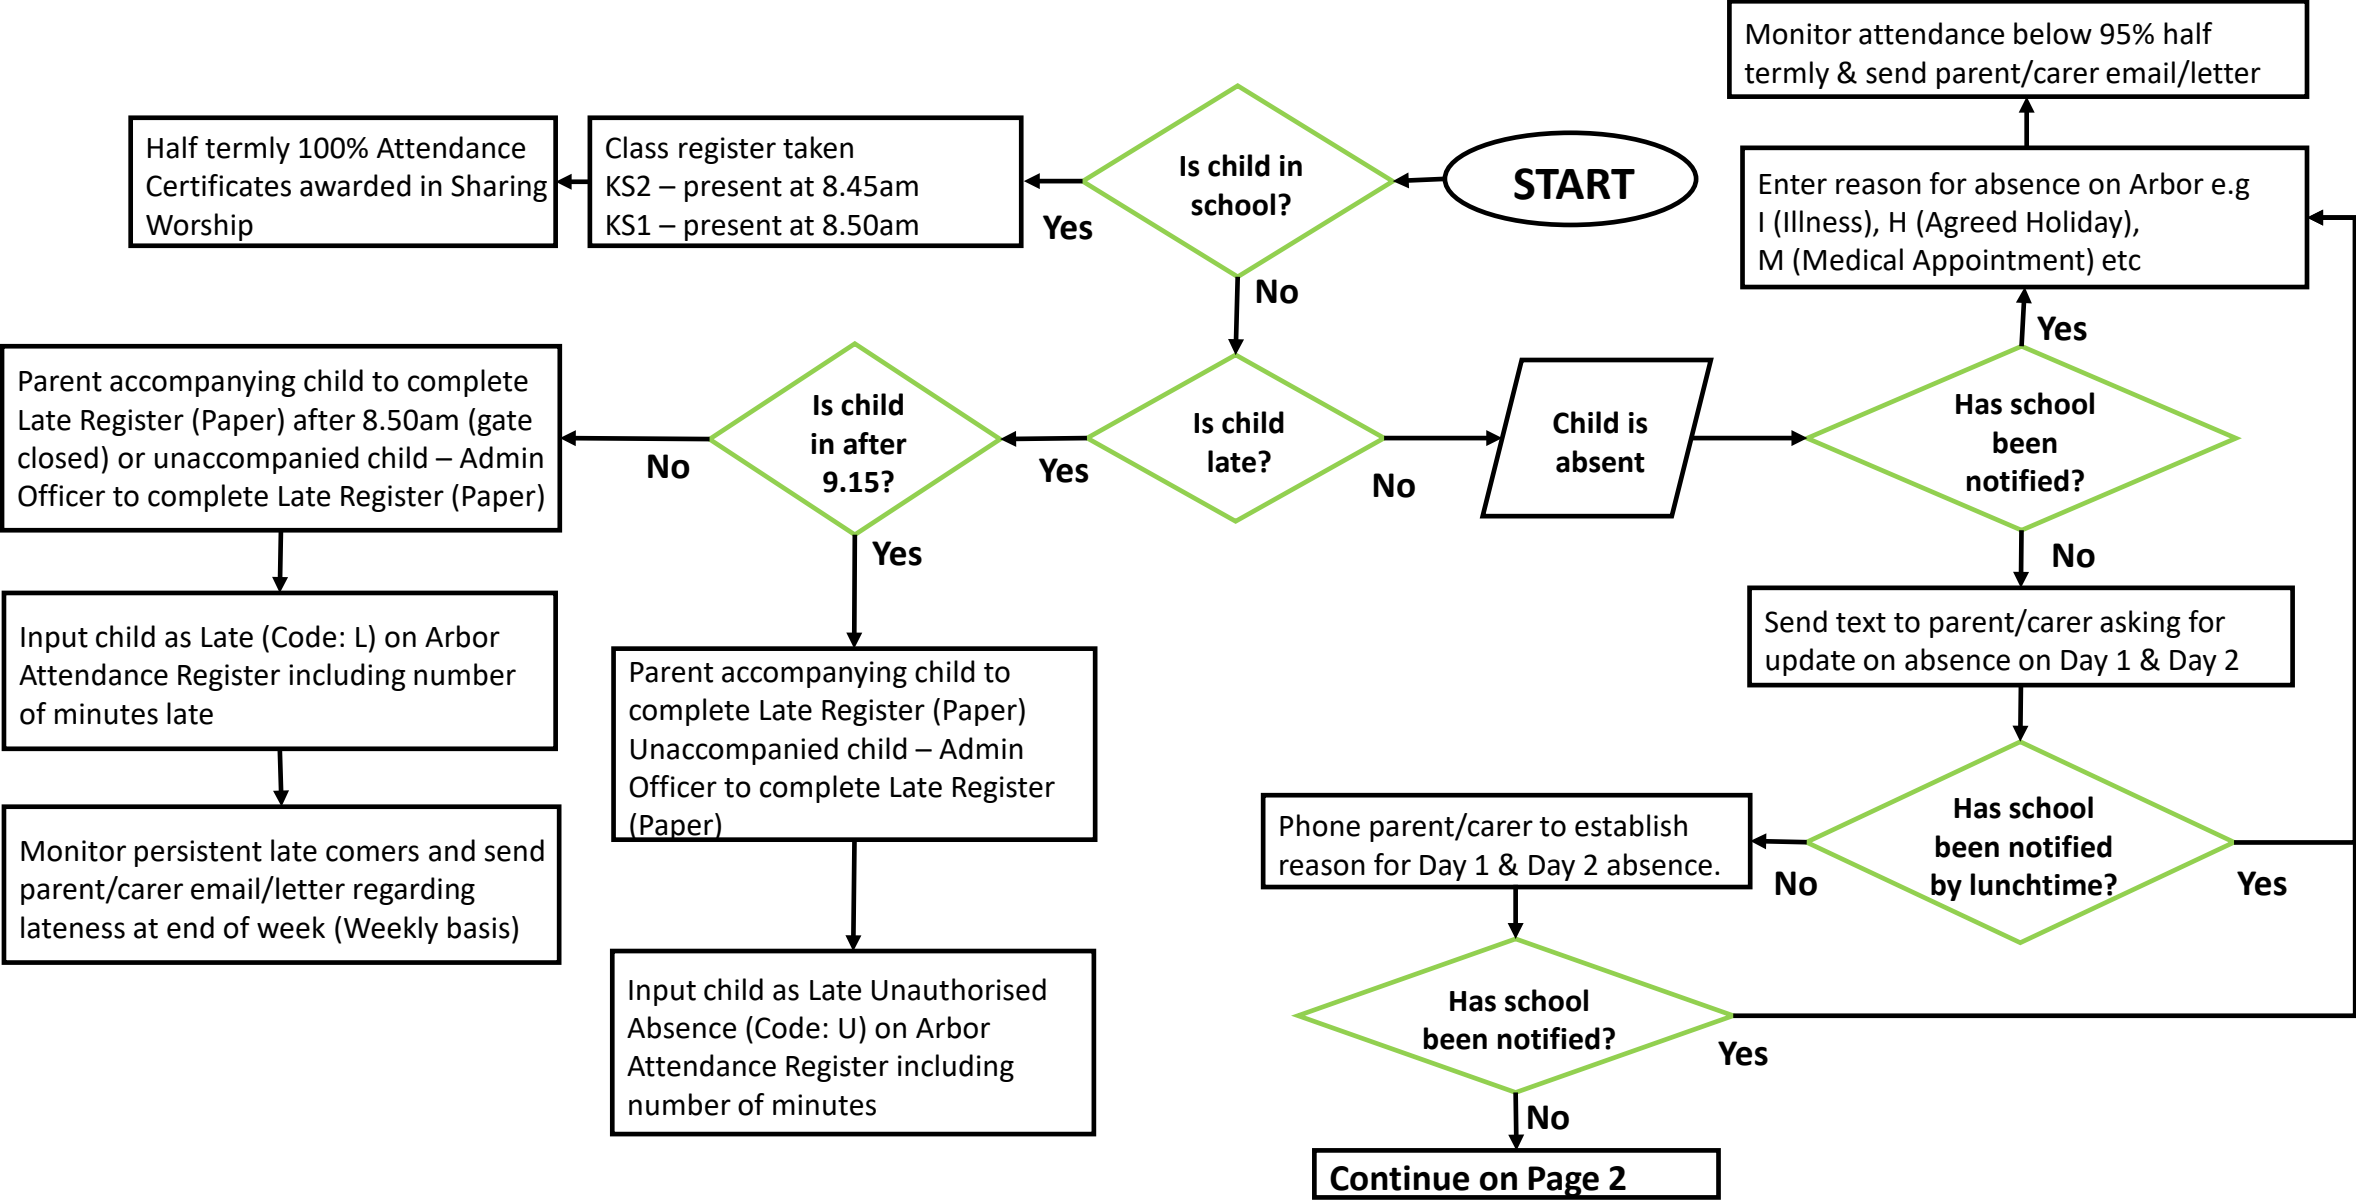 START
Is child in
school?
Yes
Class register taken
KS2 – present at 8.45am
KS1 – present at 8.50am
Half termly 100% Attendance
Certificates awarded in Sharing
Worship
No
Is child
late?
Yes
Is child
in after
9.15?
No
Parent accompanying child to complete
Late Register (Paper) after 8.50am (gate
closed) or unaccompanied child – Admin
Officer to complete Late Register (Paper)
Input child as Late (Code: L) on Arbor
Attendance Register including number
of minutes late
Monitor persistent late comers and send
parent/carer email/letter regarding
lateness at end of week (Weekly basis)
Yes
Parent accompanying child to
complete Late Register (Paper)
Unaccompanied child – Admin
Officer to complete Late Register
(Paper)
Input child as Late Unauthorised
Absence (Code: U) on Arbor
Attendance Register including
number of minutes
No
Child is
absent
Has school
been
notified?
Yes
Enter reason for absence on Arbor e.g
I (Illness), H (Agreed Holiday),
M (Medical Appointment) etc
Monitor attendance below 95% half
termly & send parent/carer email/letter
No
Send text to parent/carer asking for
update on absence on Day 1 & Day 2
Has school
been notified
by lunchtime?
Yes
No
Phone parent/carer to establish
reason for Day 1 & Day 2 absence.
Has school
been notified?
Yes
No
Continue on Page 2